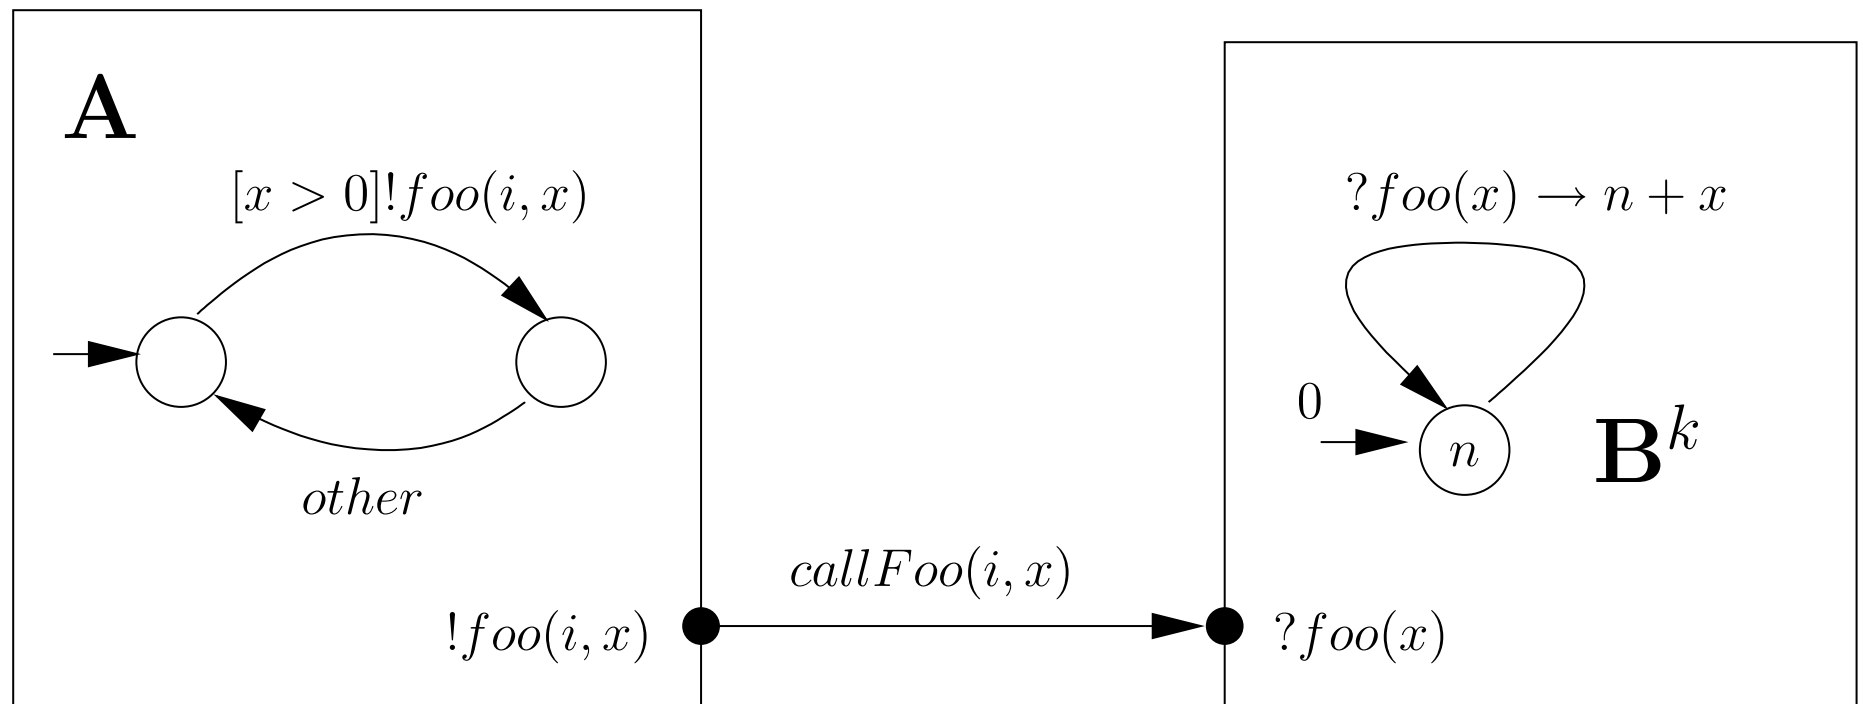 A
[x > 0]!foo(i, x)
other
!foo(i, x)
callFoo(i, x)
?foo(x) → n + x
0
n
B^k
?foo(x)